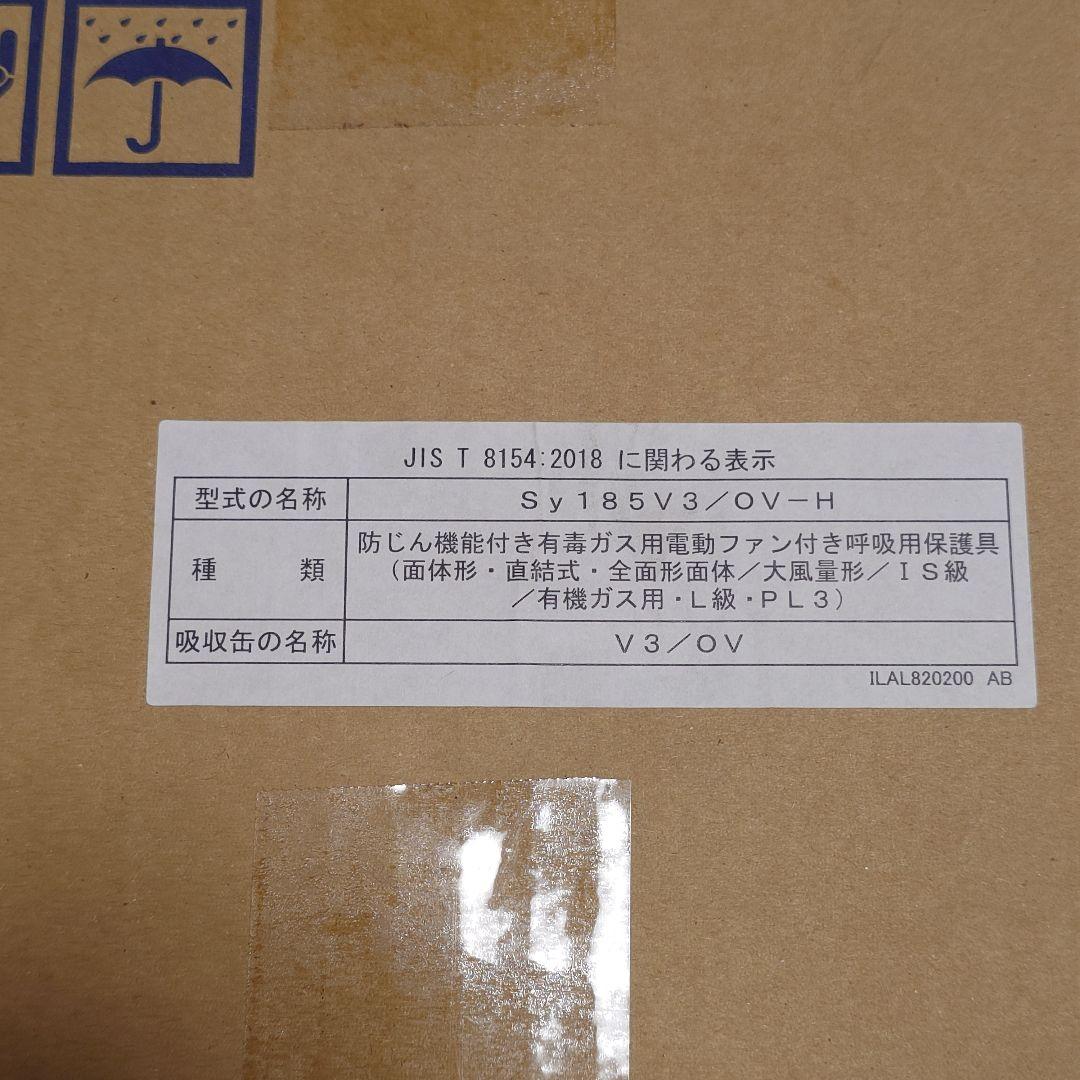 JIS T 8154:2018 に関わる表示
型式の名称 Sy185V3/OV-H
種 類 防じん機能付き有毒ガス用電動ファン付き呼吸用保護具
(面体形・直結式・全面形面体/大風量形/IS級
/有機ガス用・L級・PL3)
吸収缶の名称 V3/OV
ILAL820200 AB